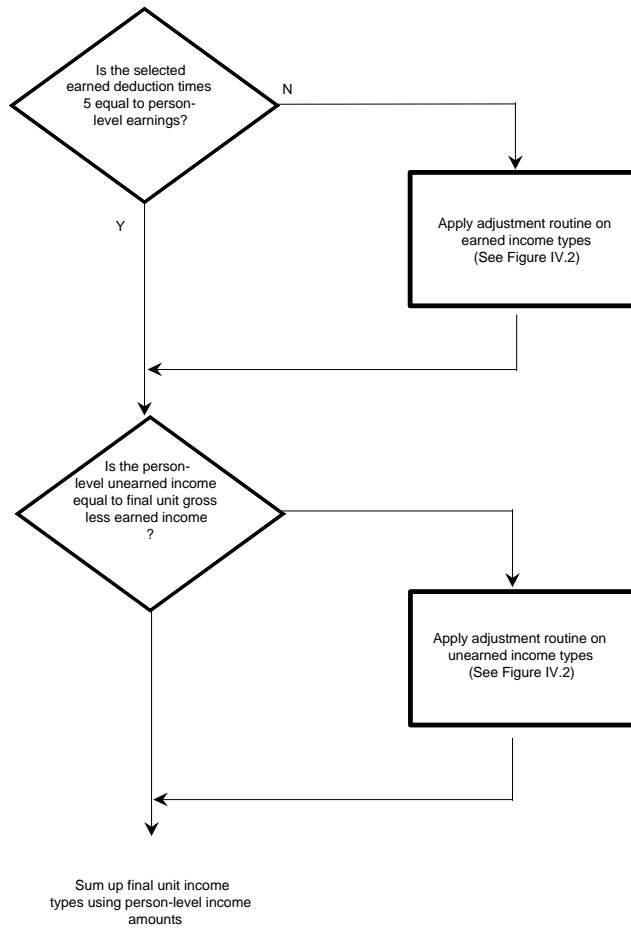 Is the selected
earned deduction times
5 equal to person-
level earnings?
N
Y
Apply adjustment routine on
earned income types
(See Figure IV.2)
Is the person-
level unearned income
equal to final unit gross
less earned income
?
Apply adjustment routine on
unearned income types
(See Figure IV.2)
Sum up final unit income
types using person-level income
amounts